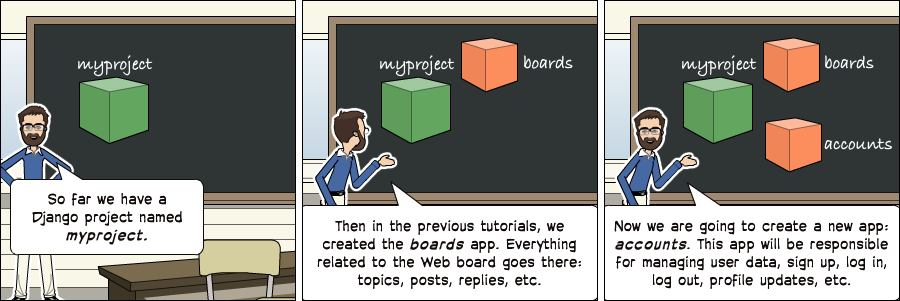 myproject
So far we have a
Django project named
myproject.
myproject
boards
Then in the previous tutorials, we
created the boards app. Everything
related to the Web board goes there:
topics, posts, replies, etc.
myproject
boards
accounts
Now we are going to create a new app:
accounts. This app will be responsible
for managing user data, sign up, log in,
log out, profile updates, etc.